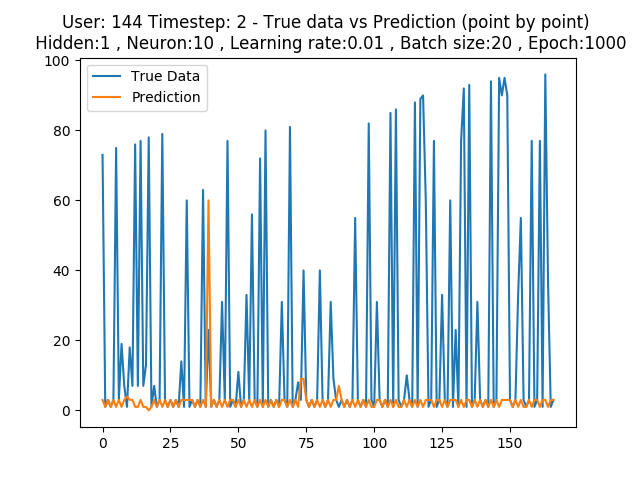 User: 144 Timestep: 2 - True data vs Prediction (point by point)
Hidden:1 , Neuron:10 , Learning rate:0.01 , Batch size:20 , Epoch:1000
True Data
Prediction
100
80
60
40
20
0
0 25 50 75 100 125 150